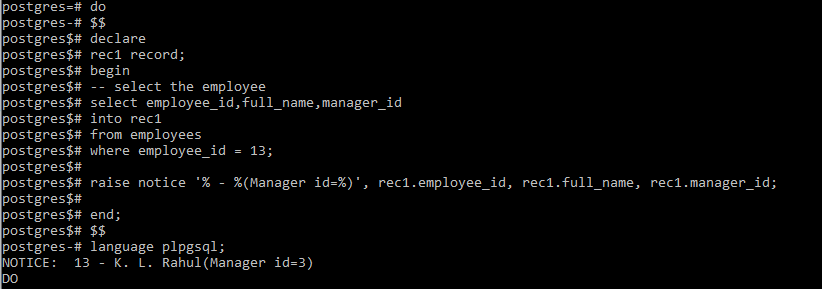 postgres=# do
postgres-# $$
postgres$# declare
postgres$# rec1 record;
postgres$# begin
postgres$# -- select the employee
postgres$# select employee_id,full_name,manager_id
postgres$# into rec1
postgres$# from employees
postgres$# where employee_id = 13;
postgres$#
postgres$# raise notice '% - %(Manager id=%)', rec1.employee_id, rec1.full_name, rec1.manager_id;
postgres$#
postgres$# end;
postgres$# $$
postgres-# language plpgsql;
NOTICE:  13 - K. L. Rahul(Manager id=3)
DO